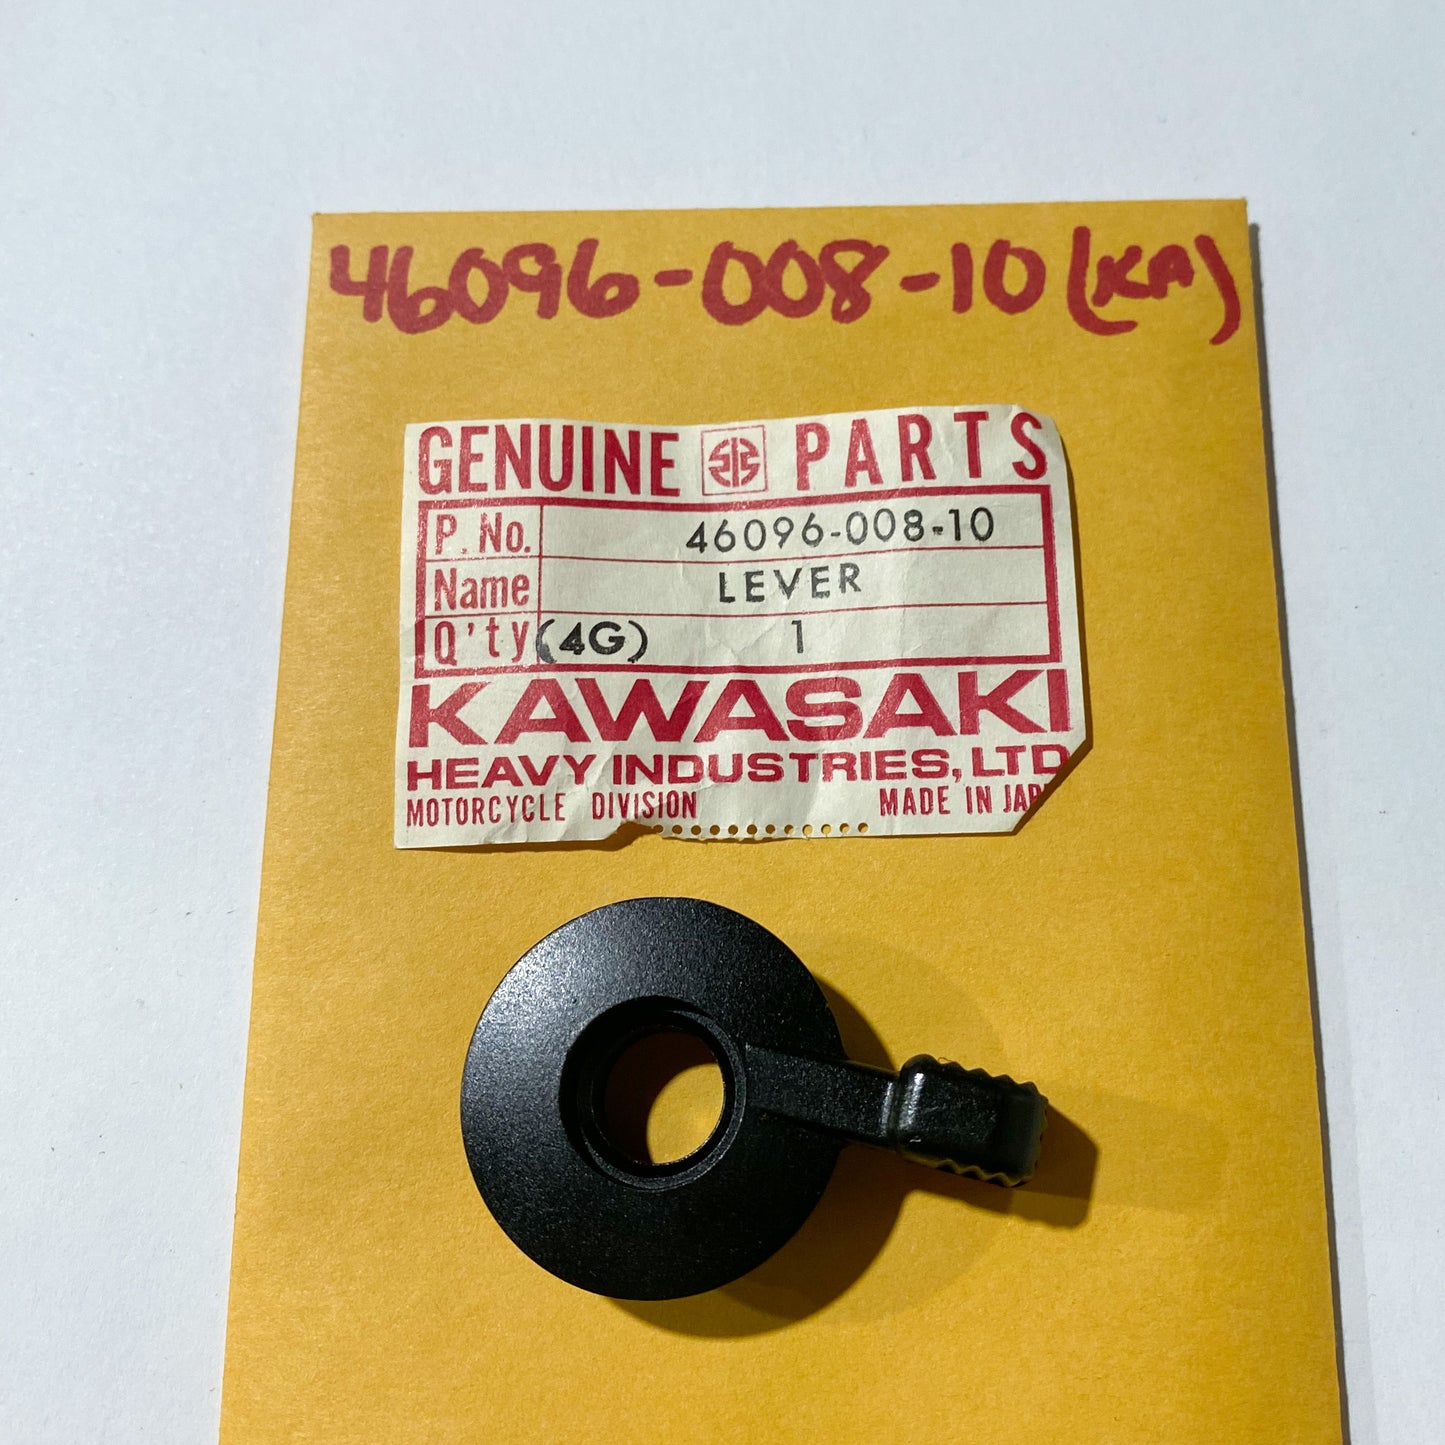 46096-008-10 (KA)
GENUINE PARTS
P. No. 46096-008-10
Name LEVER
Q'ty (4G) 1
KAWASAKI
HEAVY INDUSTRIES, LTD
MOTORCYCLE DIVISION MADE IN JAP